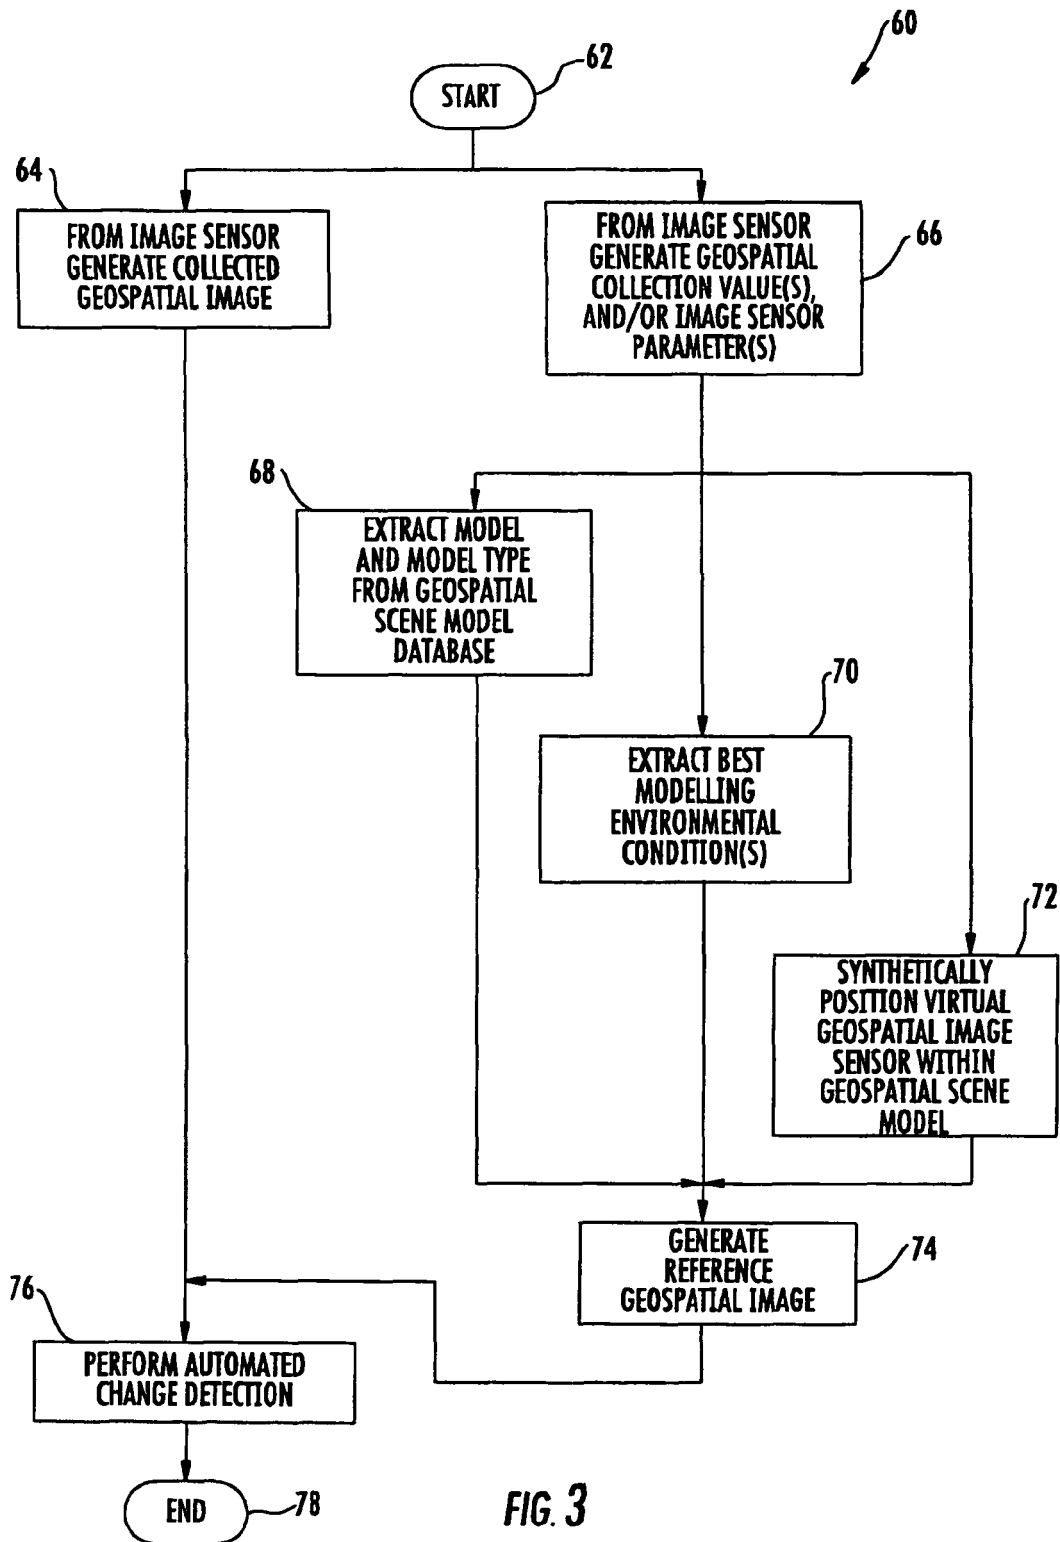 60
62
START
64
FROM IMAGE SENSOR
GENERATE COLLECTED
GEOSPATIAL IMAGE
66
FROM IMAGE SENSOR
GENERATE GEOSPATIAL
COLLECTION VALUE(S),
AND/OR IMAGE SENSOR
PARAMETER(S)
68
EXTRACT MODEL
AND MODEL TYPE
FROM GEOSPATIAL
SCENE MODEL
DATABASE
70
EXTRACT BEST
MODELLING
ENVIRONMENTAL
CONDITION(S)
72
SYNTHETICALLY
POSITION VIRTUAL
GEOSPATIAL IMAGE
SENSOR WITHIN
GEOSPATIAL SCENE
MODEL
74
GENERATE
REFERENCE
GEOSPATIAL IMAGE
76
PERFORM AUTOMATED
CHANGE DETECTION
END
78
FIG. 3